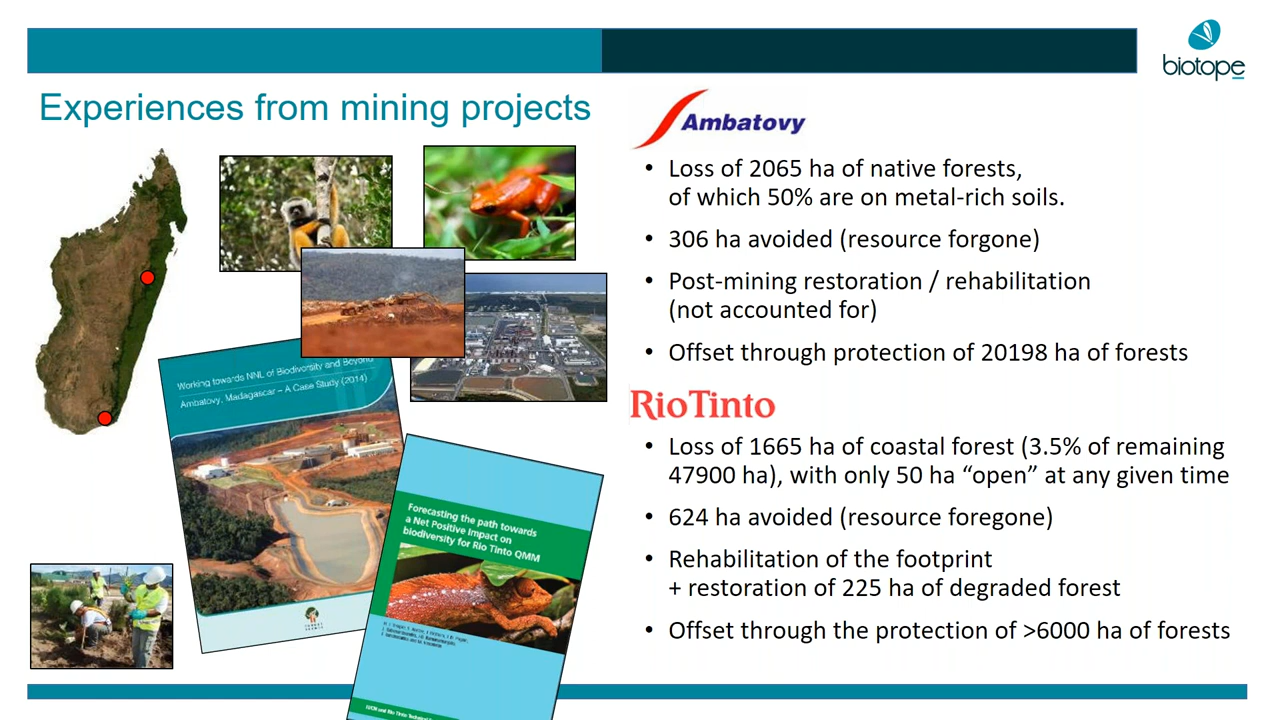 biotope
Experiences from mining projects
Ambatovy
• Loss of 2065 ha of native forests,
of which 50% are on metal-rich soils.
• 306 ha avoided (resource forgone)
• Post-mining restoration / rehabilitation
(not accounted for)
• Offset through protection of 20198 ha of forests
RioTinto
• Loss of 1665 ha of coastal forest (3.5% of remaining
47900 ha), with only 50 ha “open” at any given time
• 624 ha avoided (resource foregone)
• Rehabilitation of the footprint
+ restoration of 225 ha of degraded forest
• Offset through the protection of >6000 ha of forests
Working towards NNL of Biodiversity and Beyond
Ambatovy, Madagascar – A Case Study (2014)
Forecasting the path towards
a Net Positive Impact on
biodiversity for Rio Tinto QMM
IUCN and Rio Tinto Technical